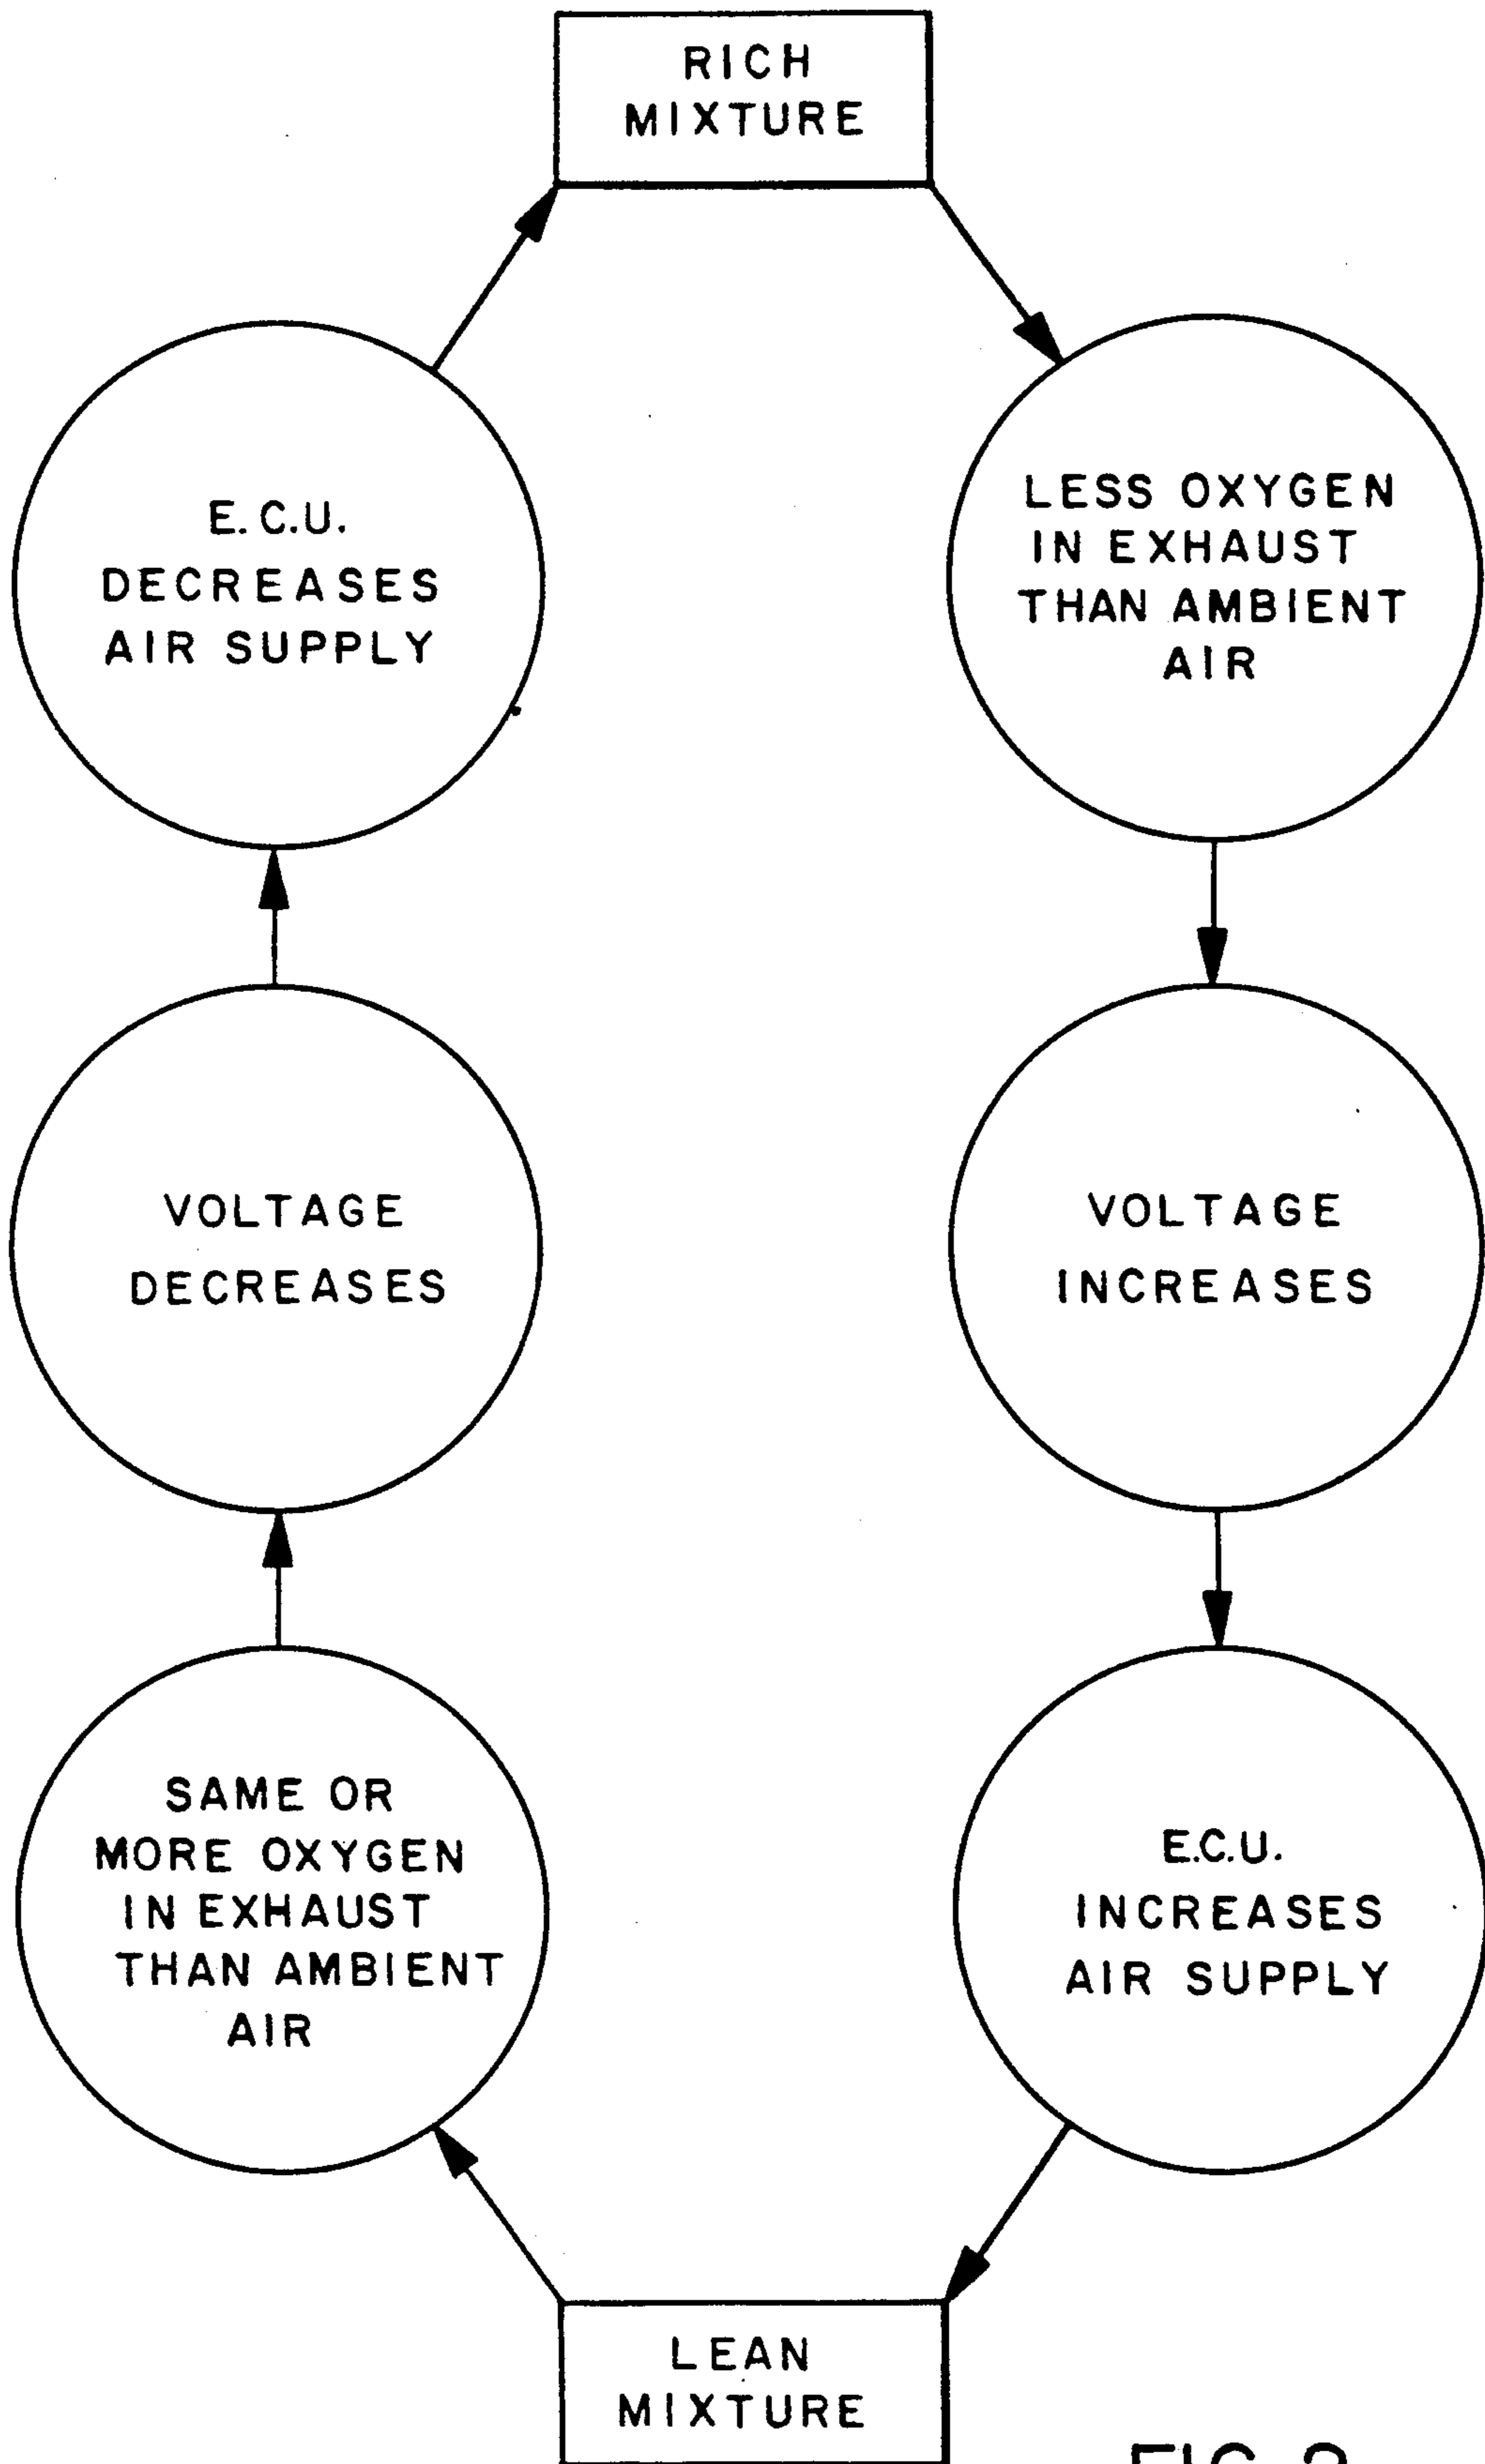 RICH
MIXTURE
LESS OXYGEN
IN EXHAUST
THAN AMBIENT
AIR
VOLTAGE
INCREASES
E.C.U.
INCREASES
AIR SUPPLY
LEAN
MIXTURE
SAME OR
MORE OXYGEN
IN EXHAUST
THAN AMBIENT
AIR
VOLTAGE
DECREASES
E.C.U.
DECREASES
AIR SUPPLY
FIG.